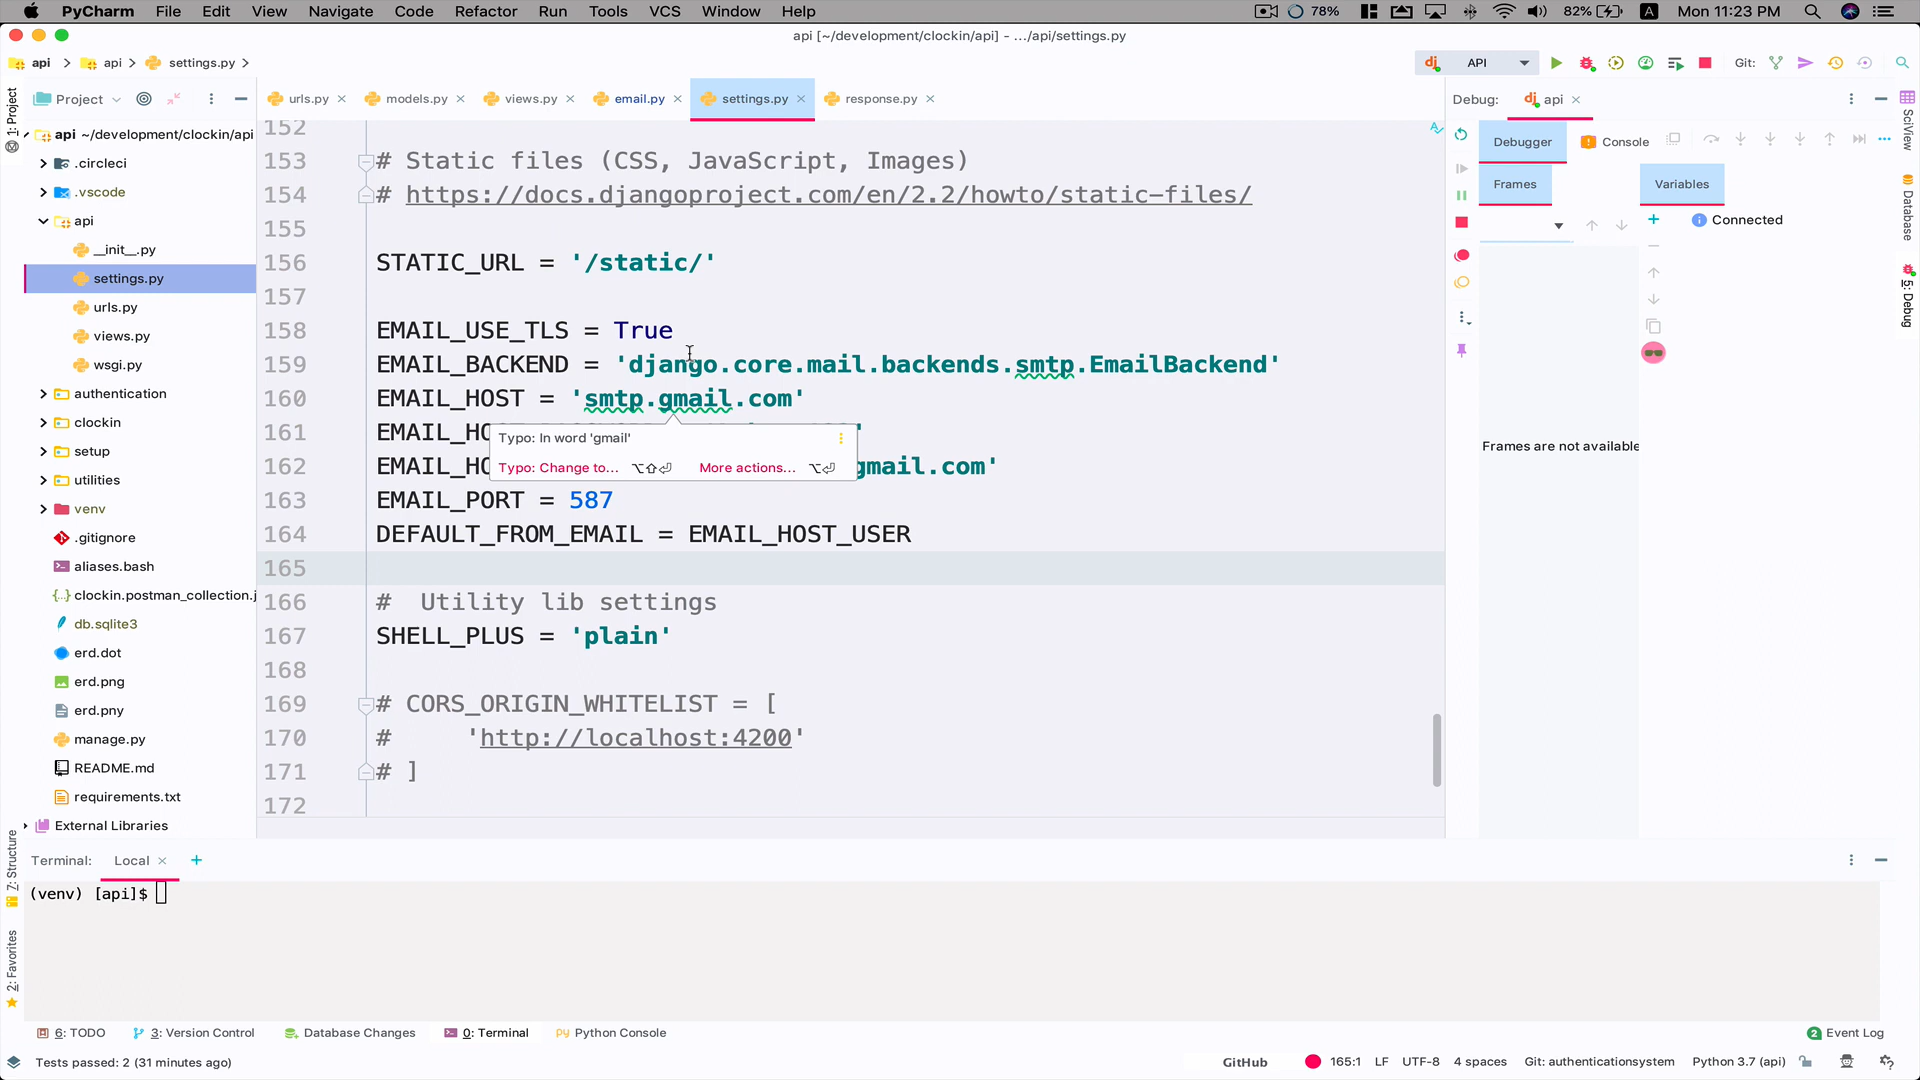 PyCharm File Edit View Navigate Code Refactor Run Tools VCS Window Help 78% 82% A Mon 11:23 PM
api [~/development/clockin/api] - .../api/settings.py
api api settings.py API Git:
Project urls.py models.py views.py email.py settings.py response.py Debug: api
1: Project
api ~/development/clockin/api
.circleci
.vscode
api
__init__.py
settings.py
urls.py
views.py
wsgi.py
authentication
clockin
setup
utilities
venv
.gitignore
aliases.bash
clockin.postman_collection.j
db.sqlite3
erd.dot
erd.png
erd.pny
manage.py
README.md
requirements.txt
External Libraries
152
153 # Static files (CSS, JavaScript, Images)
154 # https://docs.djangoproject.com/en/2.2/howto/static-files/
155
156 STATIC_URL = '/static/'
157
158 EMAIL_USE_TLS = True
159 EMAIL_BACKEND = 'django.core.mail.backends.smtp.EmailBackend'
160 EMAIL_HOST = 'smtp.gmail.com'
161 EMAIL_HO '
Typo: In word 'gmail'
Typo: Change to... ⌥⇧⏎ More actions... ⌥⏎
162 EMAIL_HO gmail.com'
163 EMAIL_PORT = 587
164 DEFAULT_FROM_EMAIL = EMAIL_HOST_USER
165
166 # Utility lib settings
167 SHELL_PLUS = 'plain'
168
169 # CORS_ORIGIN_WHITELIST = [
170 # 'http://localhost:4200'
171 # ]
172
Debugger Console
Frames Variables
Connected
Frames are not available
SciView
Database
5: Debug
7: Structure
2: Favorites
Terminal: Local
(venv) [api]$
6: TODO 3: Version Control Database Changes 0: Terminal Python Console 2 Event Log
Tests passed: 2 (31 minutes ago) GitHub 165:1 LF UTF-8 4 spaces Git: authenticationsystem Python 3.7 (api)